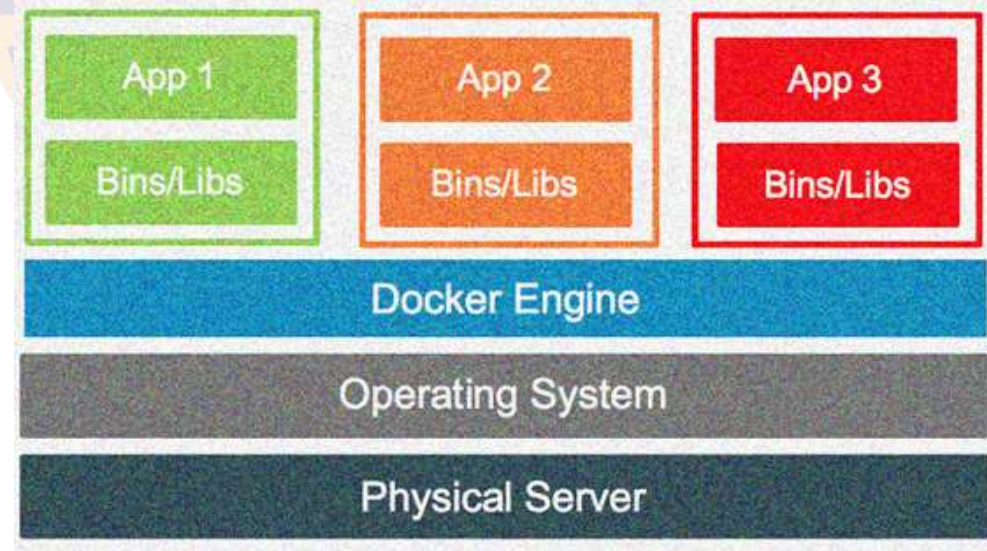 App 1
App 2
App 3
Bins/Libs
Bins/Libs
Bins/Libs
Docker Engine
Operating System
Physical Server